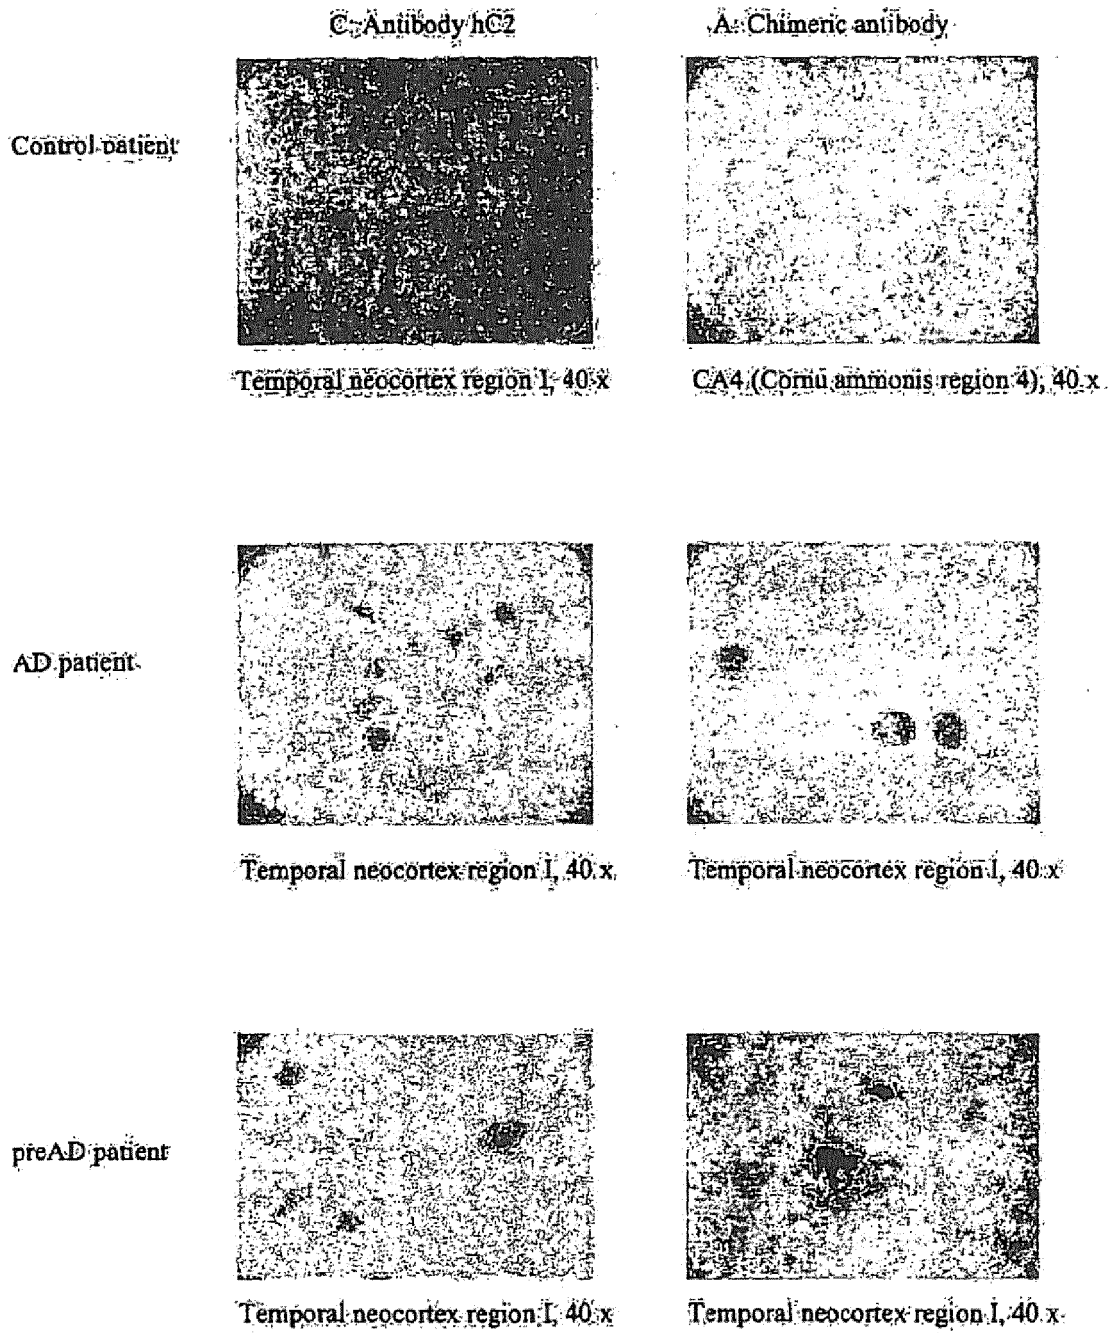 C: Antibody hC2
A: Chimeric antibody
Control patient
Temporal neocortex region I, 40 x
CA4 (Cornu ammonis region 4), 40 x
AD patient
Temporal neocortex region I, 40 x
Temporal neocortex region I, 40 x
preAD patient
Temporal neocortex region I, 40 x
Temporal neocortex region I, 40 x